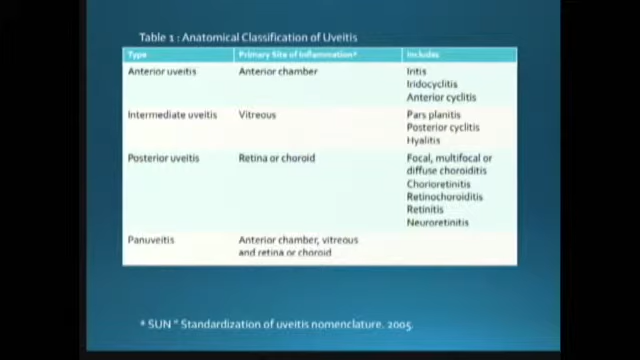 Table 1 : Anatomical Classification of Uveitis
Type Primary Site of Inflammation* Includes
Anterior uveitis Anterior chamber Iritis
Iridocyclitis
Anterior cyclitis
Intermediate uveitis Vitreous Pars planitis
Posterior cyclitis
Hyalitis
Posterior uveitis Retina or choroid Focal, multifocal or
diffuse choroiditis
Chorioretinitis
Retinochoroiditis
Retinitis
Neuroretinitis
Panuveitis Anterior chamber, vitreous
and retina or choroid
* SUN " Standardization of uveitis nomenclature. 2005.